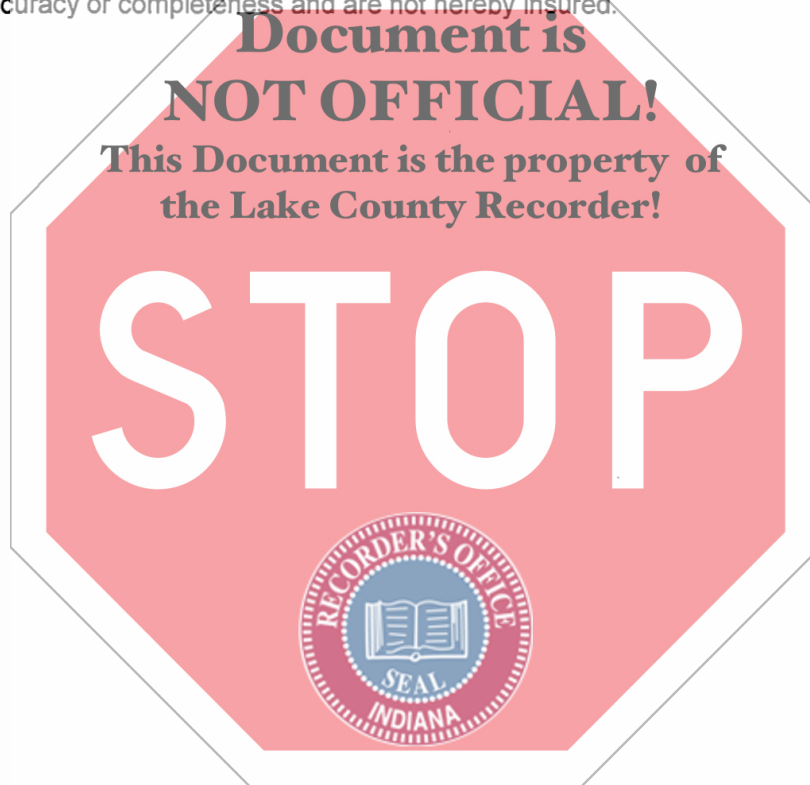 curacy or completeness and are not hereby insured.
Document is
NOT OFFICIAL!
This Document is the property of
the Lake County Recorder!
STOP
RECORDER'S OFFICE
SEAL
INDIANA